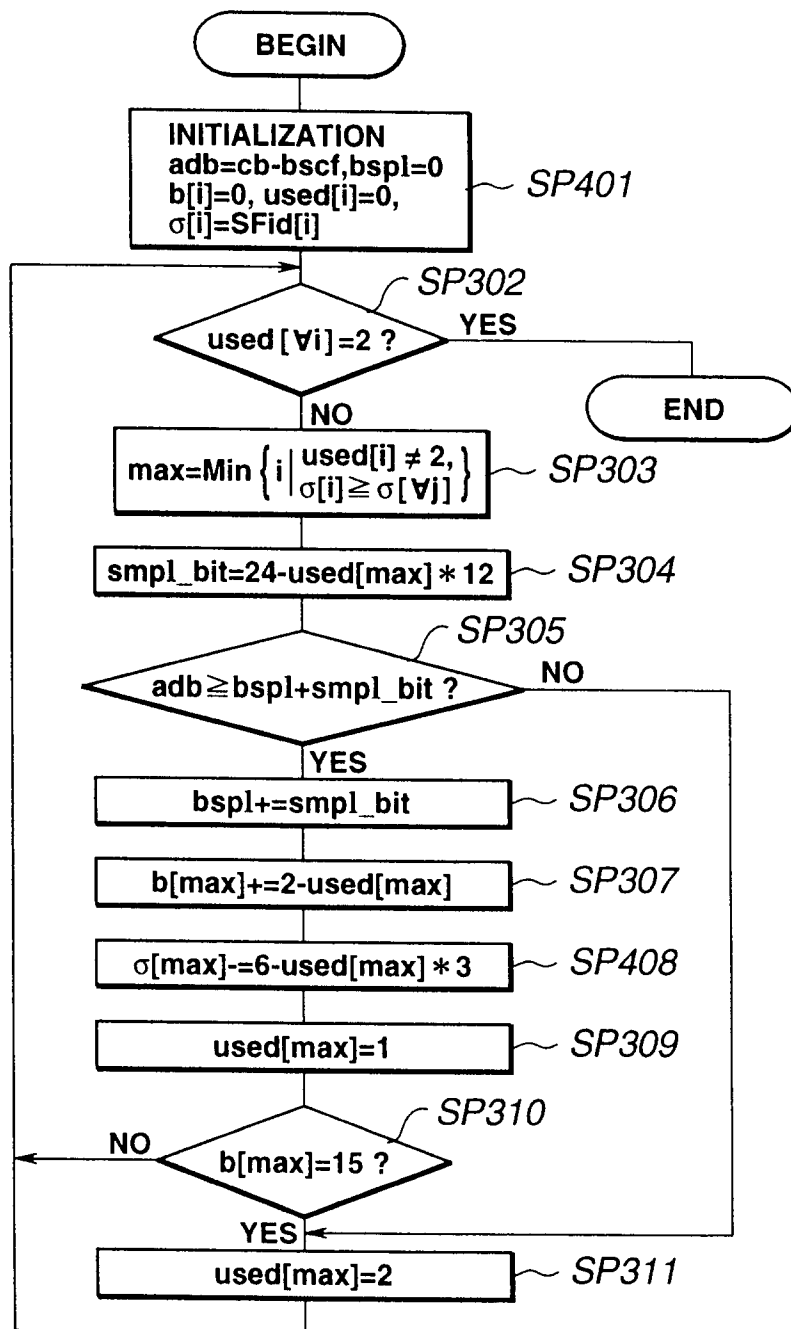 BEGIN
INITIALIZATION
adb=cb-bscf,bspl=0
b[i]=0, used[i]=0,
σ[i]=SFid[i]
SP401
SP302
used [∀i]=2 ?
YES
END
NO
max=Min { i | used[i] ≠ 2,
σ[i] ≧ σ[∀j] }
SP303
smpl_bit=24-used[max]＊12
SP304
SP305
adb≧bspl+smpl_bit ?
NO
YES
bspl+=smpl_bit
SP306
b[max]+=2-used[max]
SP307
σ[max]-=6-used[max]＊3
SP408
used[max]=1
SP309
SP310
NO
b[max]=15 ?
YES
used[max]=2
SP311